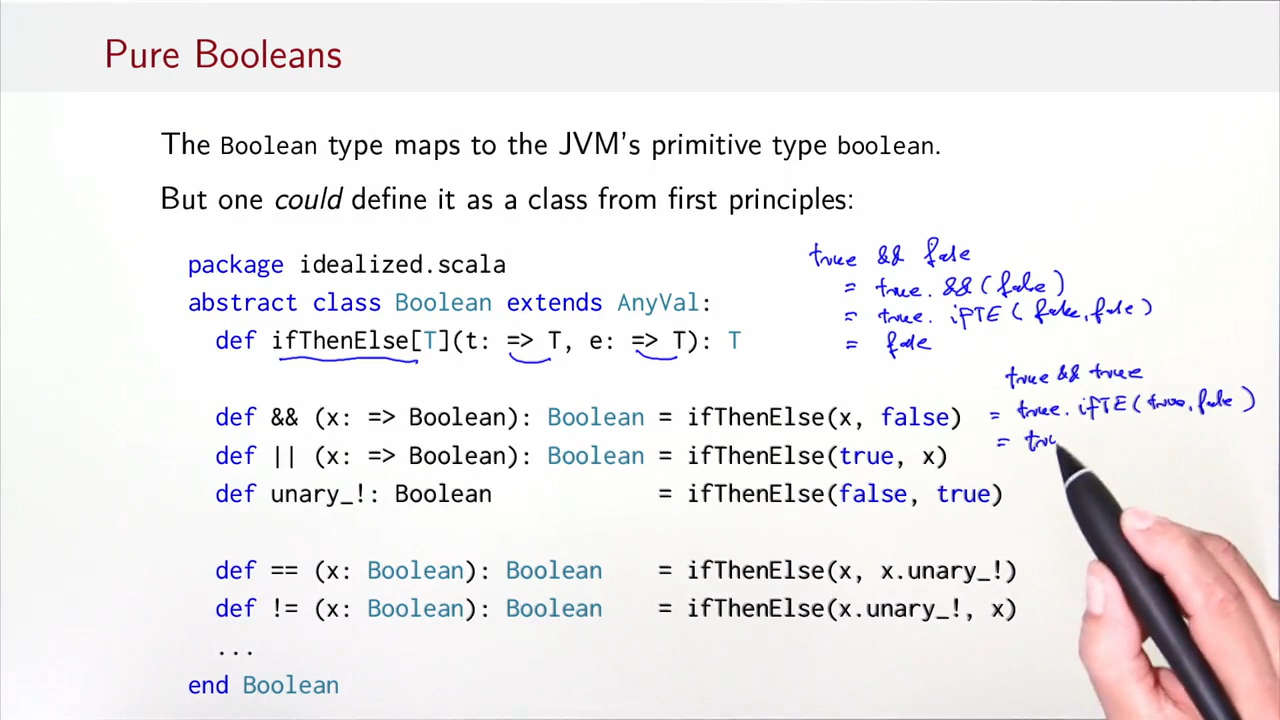 Pure Booleans
The Boolean type maps to the JVM's primitive type boolean.
But one could define it as a class from first principles:
package idealized.scala
abstract class Boolean extends AnyVal:
def ifThenElse[T](t: => T, e: => T): T
def && (x: => Boolean): Boolean = ifThenElse(x, false)
def || (x: => Boolean): Boolean = ifThenElse(true, x)
def unary_!: Boolean = ifThenElse(false, true)
def == (x: Boolean): Boolean = ifThenElse(x, x.unary_!)
def != (x: Boolean): Boolean = ifThenElse(x.unary_!, x)
...
end Boolean
true && false
= true. &&(false)
= true. ifTE(false, false)
= false
true && true
= true. ifTE(true, false)
= tru